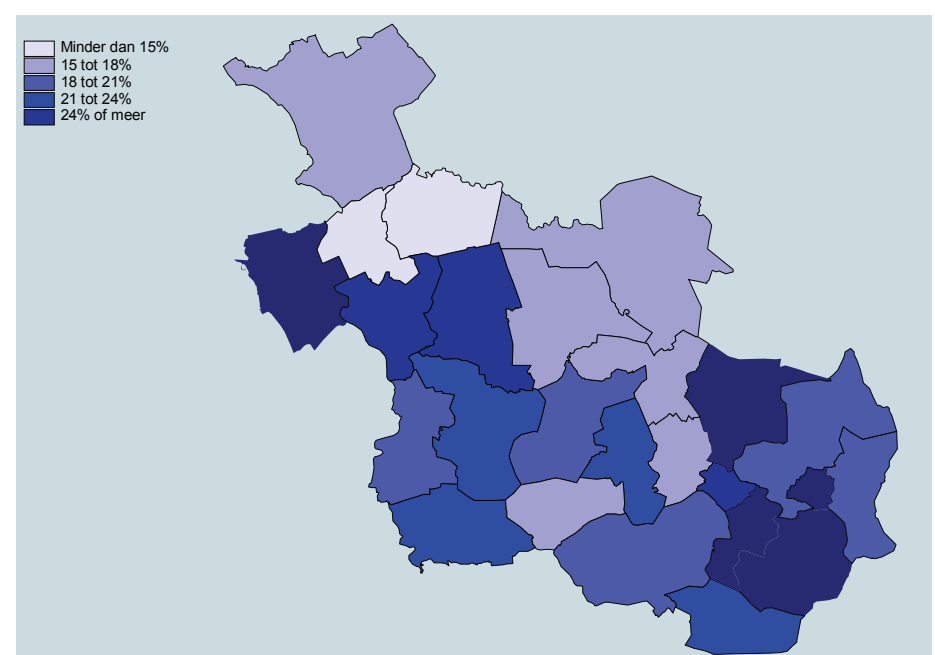 Minder dan 15%
15 tot 18%
18 tot 21%
21 tot 24%
24% of meer